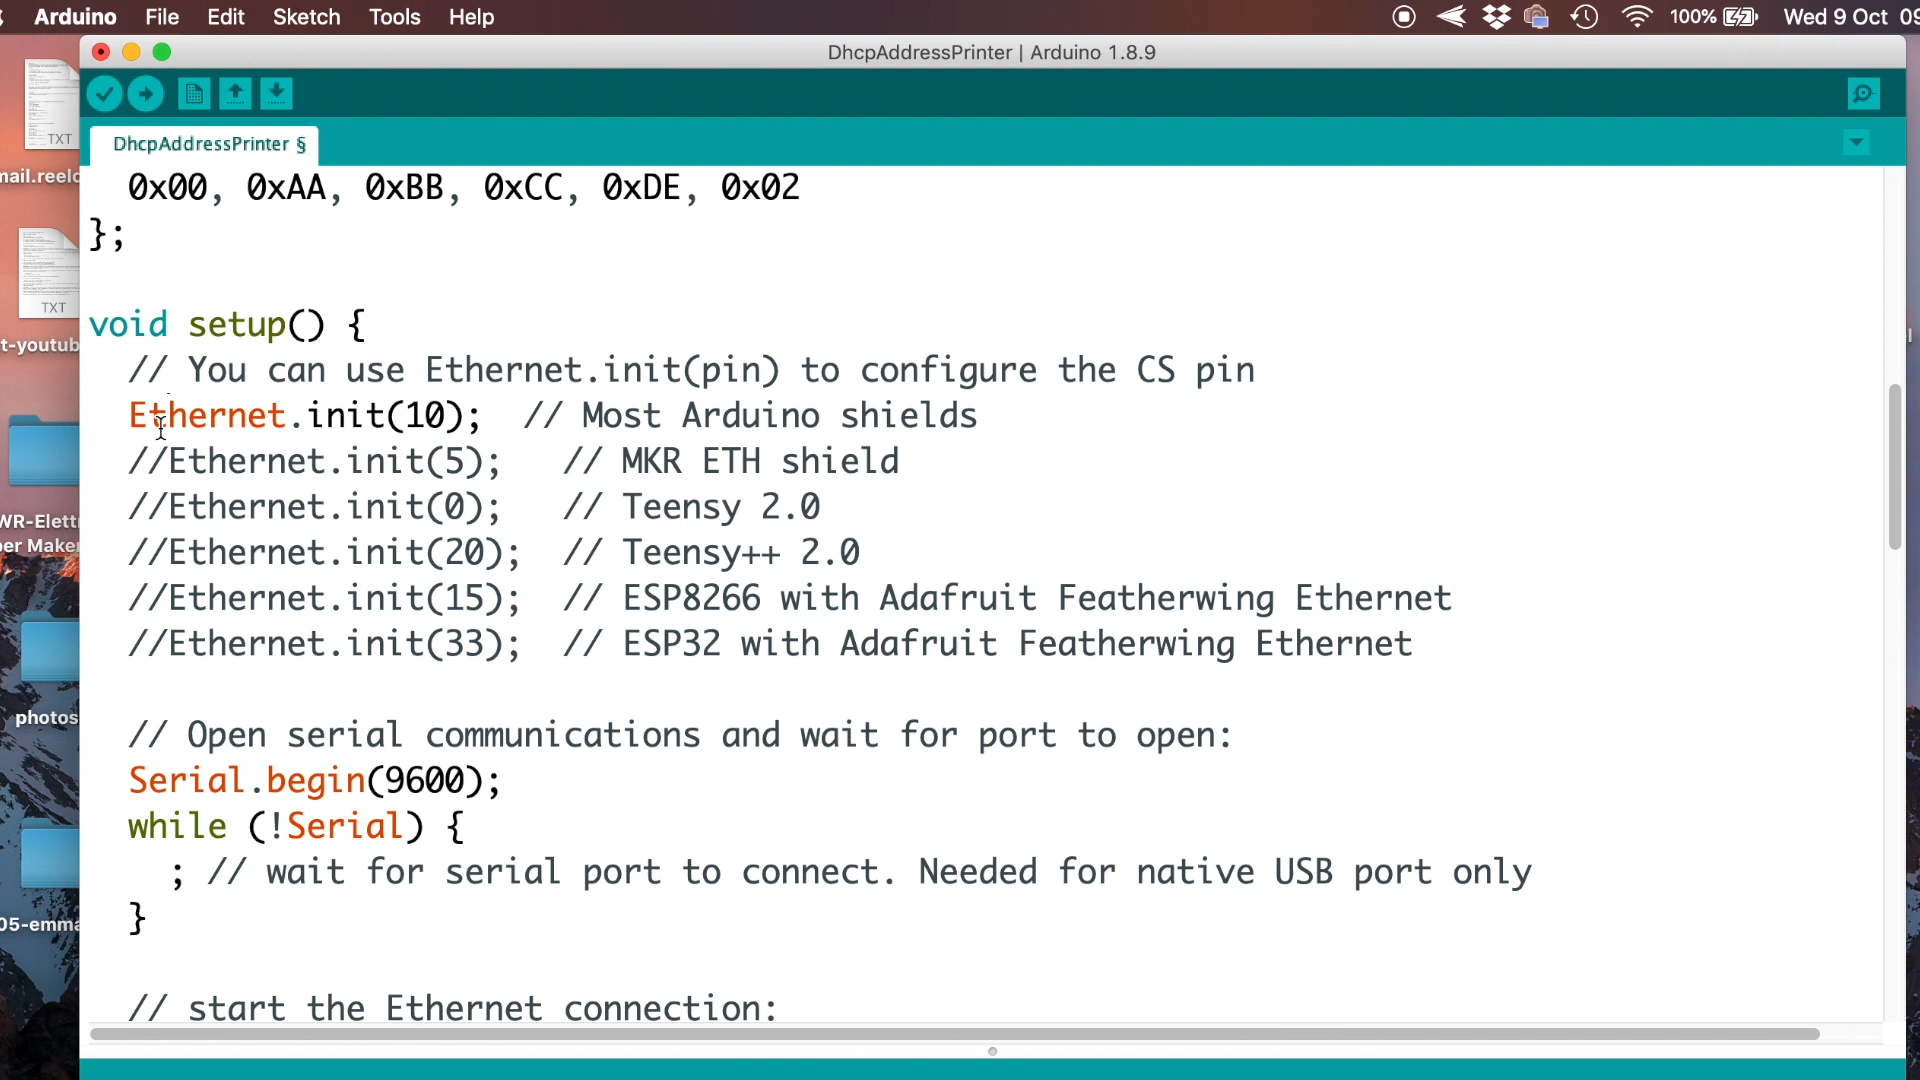 Arduino File Edit Sketch Tools Help 100% Wed 9 Oct
DhcpAddressPrinter | Arduino 1.8.9
DhcpAddressPrinter §
0x00, 0xAA, 0xBB, 0xCC, 0xDE, 0x02
};
void setup() {
// You can use Ethernet.init(pin) to configure the CS pin
Ethernet.init(10); // Most Arduino shields
//Ethernet.init(5); // MKR ETH shield
//Ethernet.init(0); // Teensy 2.0
//Ethernet.init(20); // Teensy++ 2.0
//Ethernet.init(15); // ESP8266 with Adafruit Featherwing Ethernet
//Ethernet.init(33); // ESP32 with Adafruit Featherwing Ethernet
// Open serial communications and wait for port to open:
Serial.begin(9600);
while (!Serial) {
; // wait for serial port to connect. Needed for native USB port only
}
// start the Ethernet connection:
TXT
TXT
photos